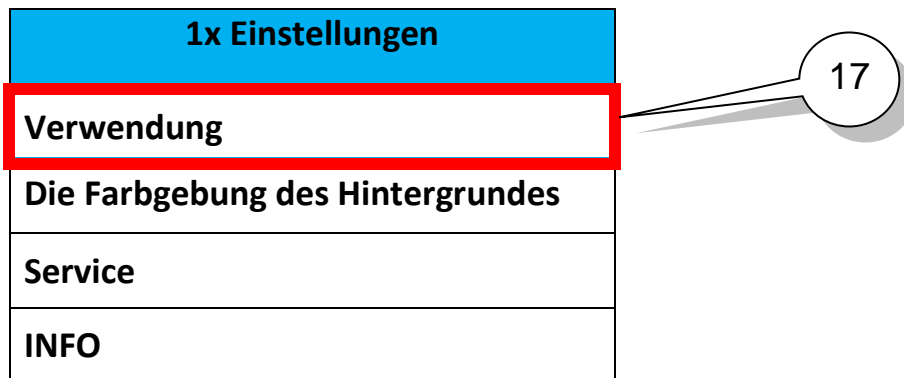 1x Einstellungen
17
Verwendung
Die Farbgebung des Hintergrundes
Service
INFO